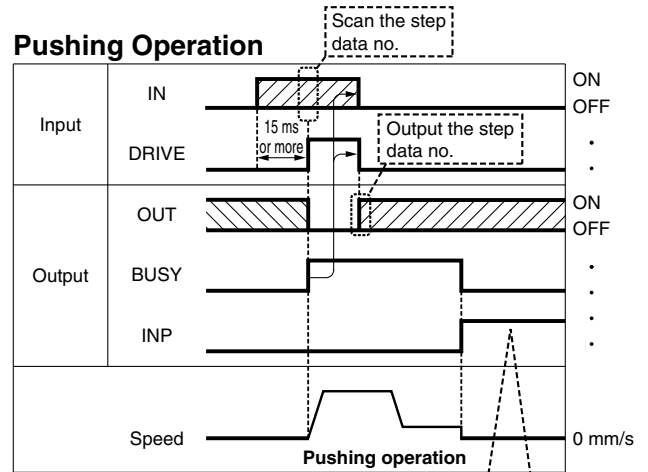 Pushing Operation
Scan the step
data no.
Input
IN
ON
OFF
15 ms
or more
DRIVE
Output the step
data no.
Output
OUT
ON
OFF
BUSY
INP
Speed
0 mm/s
Pushing operation